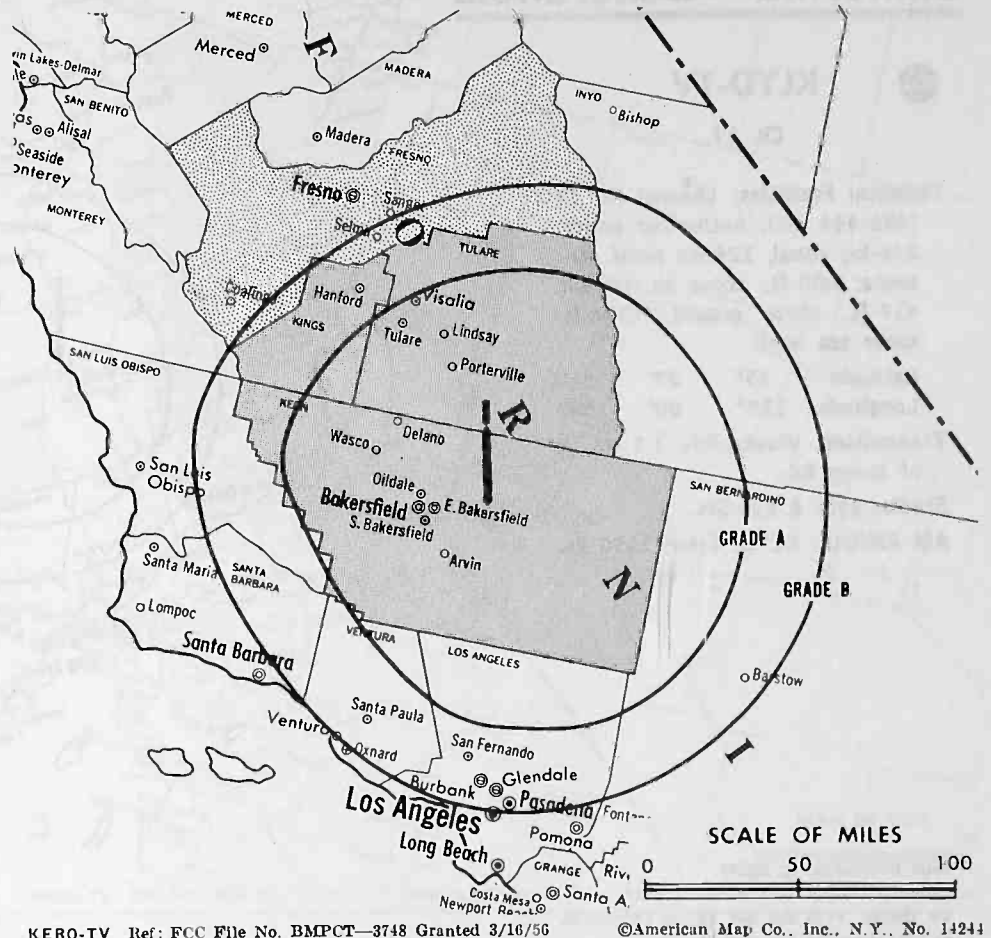 MERCED
Merced
F
MADERA
Lakes-Delmar
SAN BENITO
Alisal
Seaside
MONTEREY
INYO
Bishop
Madera
FRESNO
Fresno
Selma
O
TULARE
Coalinga
Hanford
Visalia
KINGS
Tulare
Lindsay
Porterville
SAN LUIS OBISPO
KERN
R
Delano
Wasco
Oildale
San Luis
Obispo
Bakersfield
E. Bakersfield
S. Bakersfield
SAN BERNARDINO
GRADE A
Arvin
Santa Maria
SANTA
BARBARA
N
GRADE B
Lompoc
VENTURA
LOS ANGELES
Santa Barbara
Barstow
Santa Paula
Ventura
Oxnard
San Fernando
I
Burbank
Glendale
Los Angeles
Pasadena
Pomona
Long Beach
ORANGE
Costa Mesa
Santa A
Newport Beach
SCALE OF MILES
0 50 100
KERO-TV Ref: FCC File No. BMPCT—3748 Granted 3/16/56 ©American Map Co., Inc., N.Y., No. 14244